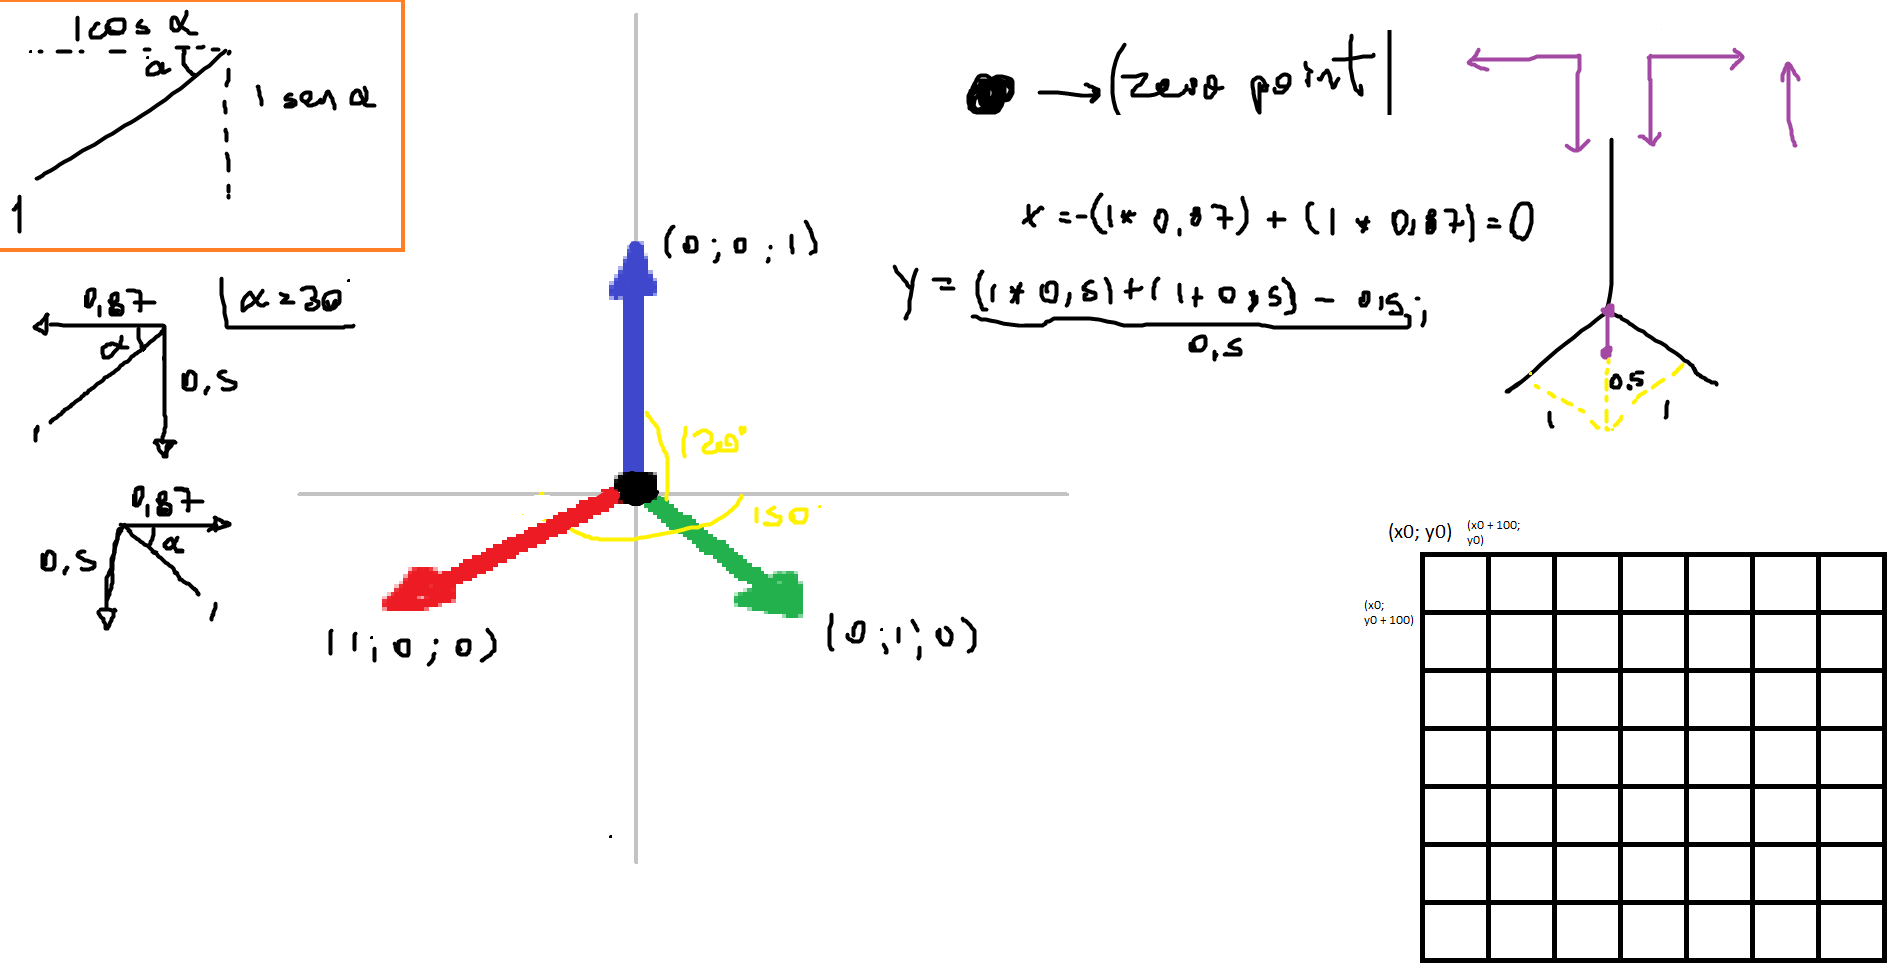 1 cos α
α
1 sen α
1
0,87
α = 30
α
0,5
1
0,87
0,5
α
1
(0; 0; 1)
120°
150°
(1; 0; 0)
(0; 1; 0)
→ (zero point|
x = -(1* 0,87) + (1 * 0,87) = 0
Y = (1 * 0,5) + (1 + 0,5) - 0,5;
0,5
0.5
1
1
(x0; y0)
(x0 + 100;
y0)
(x0;
y0 + 100)